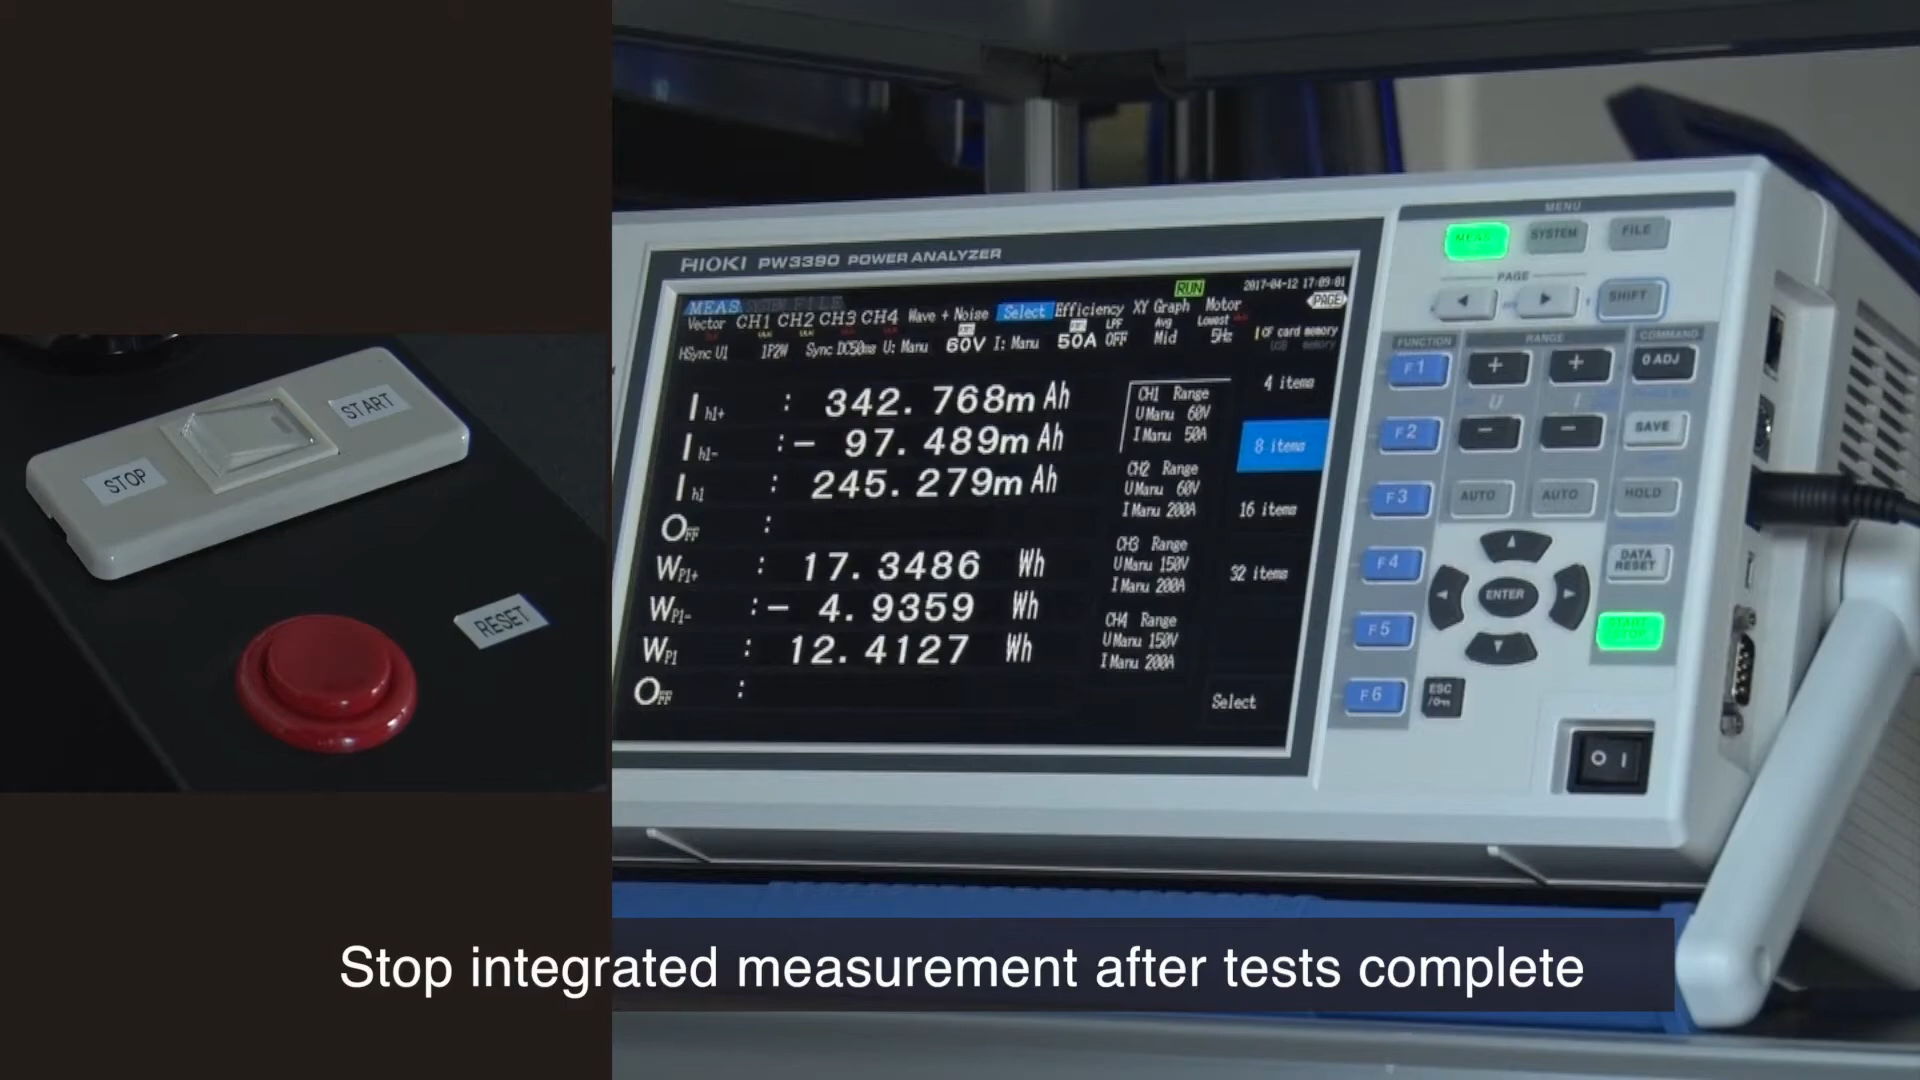 STOP
START
RESET
HIOKI PW3390 POWER ANALYZER
MEAS SYSTEM FILE
RUN
2017-04-12 17:09:01
Vector CH1 CH2 CH3 CH4 Wave + Noise Select Efficiency XY Graph Motor
PAGE
HSync U1 1P2W Sync DC50ms U: Manu 60V I: Manu 50A LPF OFF Avg Mid Lowest 5Hz
CF card memory
USB memory
I h1+ : 342.768m Ah
I h1- : - 97.489m Ah
I h1 : 245.279m Ah
OFF :
WP1+ : 17.3486 Wh
WP1- : - 4.9359 Wh
WP1 : 12.4127 Wh
OFF :
CH1 Range
U Manu 60V
I Manu 50A
CH2 Range
U Manu 60V
I Manu 200A
CH3 Range
U Manu 150V
I Manu 200A
CH4 Range
U Manu 150V
I Manu 200A
4 items
8 items
16 items
32 items
Select
MENU
MEAS SYSTEM FILE
PAGE
SHIFT
FUNCTION RANGE COMMAND
F1 + + 0 ADJ
U I
F2 - - SAVE
F3 AUTO AUTO HOLD
F4 DATA RESET
ENTER
F5 START STOP
F6 ESC
Stop integrated measurement after tests complete